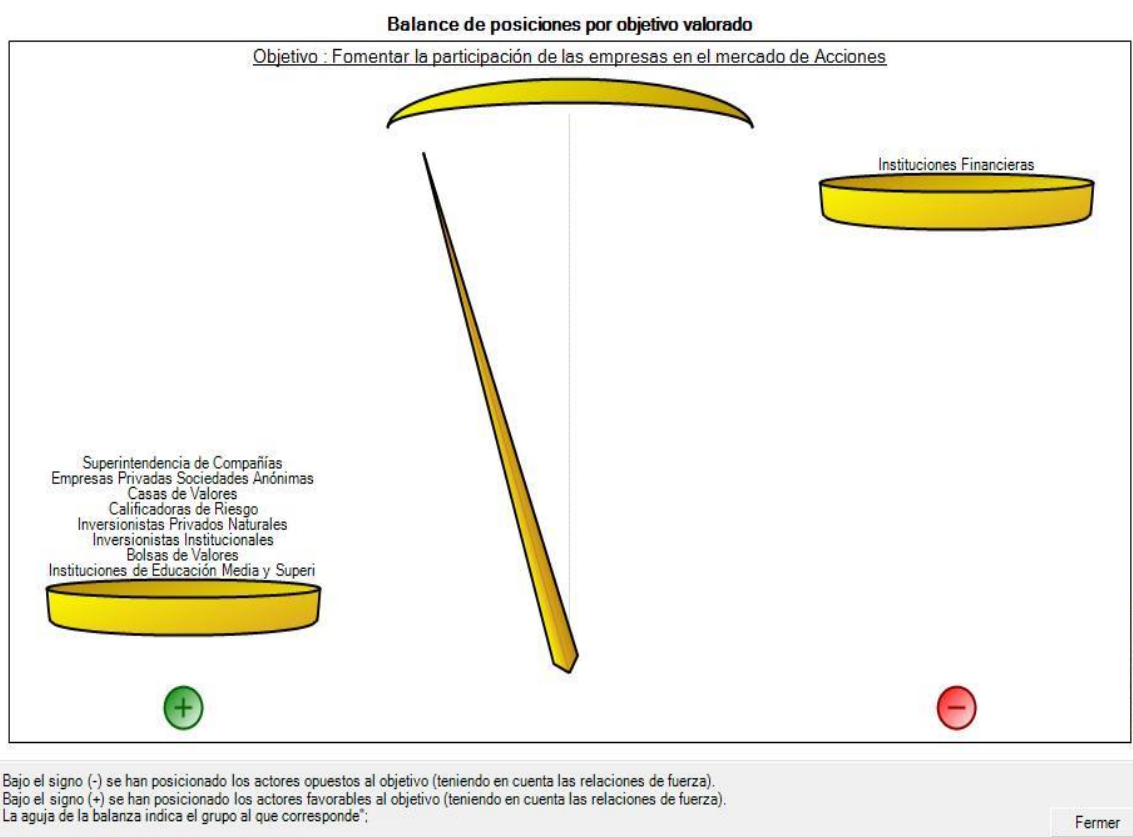 Balance de posiciones por objetivo valorado
Objetivo : Fomentar la participación de las empresas en el mercado de Acciones
Instituciones Financieras
Superintendencia de Compañías
Empresas Privadas Sociedades Anónimas
Casas de Valores
Calificadoras de Riesgo
Inversionistas Privados Naturales
Inversionistas Institucionales
Bolsas de Valores
Instituciones de Educación Media y Superi
+
−
Bajo el signo (-) se han posicionado los actores opuestos al objetivo (teniendo en cuenta las relaciones de fuerza).
Bajo el signo (+) se han posicionado los actores favorables al objetivo (teniendo en cuenta las relaciones de fuerza).
La aguja de la balanza indica el grupo al que corresponde";
Fermer